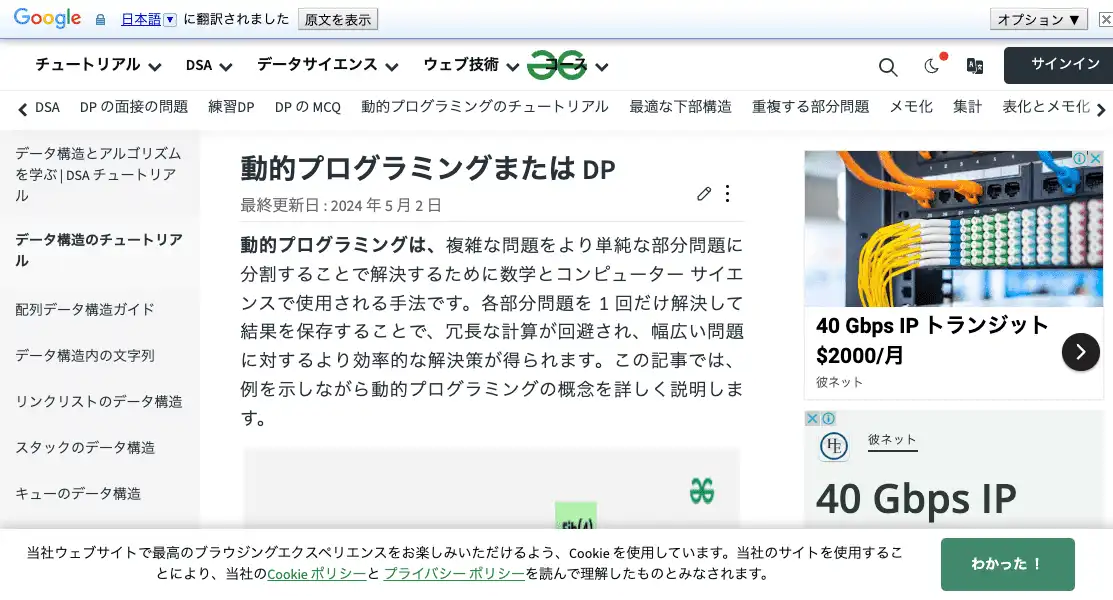 Google 日本語 ▼ に翻訳されました 原文を表示 オプション ▼
チュートリアル DSA データサイエンス ウェブ技術 コース サインイン
DSA DP の面接の問題 練習DP DP の MCQ 動的プログラミングのチュートリアル 最適な下部構造 重複する部分問題 メモ化 集計 表化とメモ化
データ構造とアルゴリズム
を学ぶ | DSA チュートリア
ル
データ構造のチュートリア
ル
配列データ構造ガイド
データ構造内の文字列
リンクリストのデータ構造
スタックのデータ構造
キューのデータ構造
動的プログラミングまたは DP
最終更新日 : 2024 年 5 月 2 日
動的プログラミングは、複雑な問題をより単純な部分問題に
分割することで解決するために数学とコンピューター サイエ
ンスで使用される手法です。各部分問題を 1 回だけ解決して
結果を保存することで、冗長な計算が回避され、幅広い問題
に対するより効率的な解決策が得られます。この記事では、
例を示しながら動的プログラミングの概念を詳しく説明しま
す。
40 Gbps IP トランジット
$2000/月
彼ネット
HE
彼ネット
40 Gbps IP
当社ウェブサイトで最高のブラウジングエクスペリエンスをお楽しみいただけるよう、Cookie を使用しています。当社のサイトを使用するこ
とにより、当社のCookie ポリシーと プライバシー ポリシーを読んで理解したものとみなされます。
わかった ！